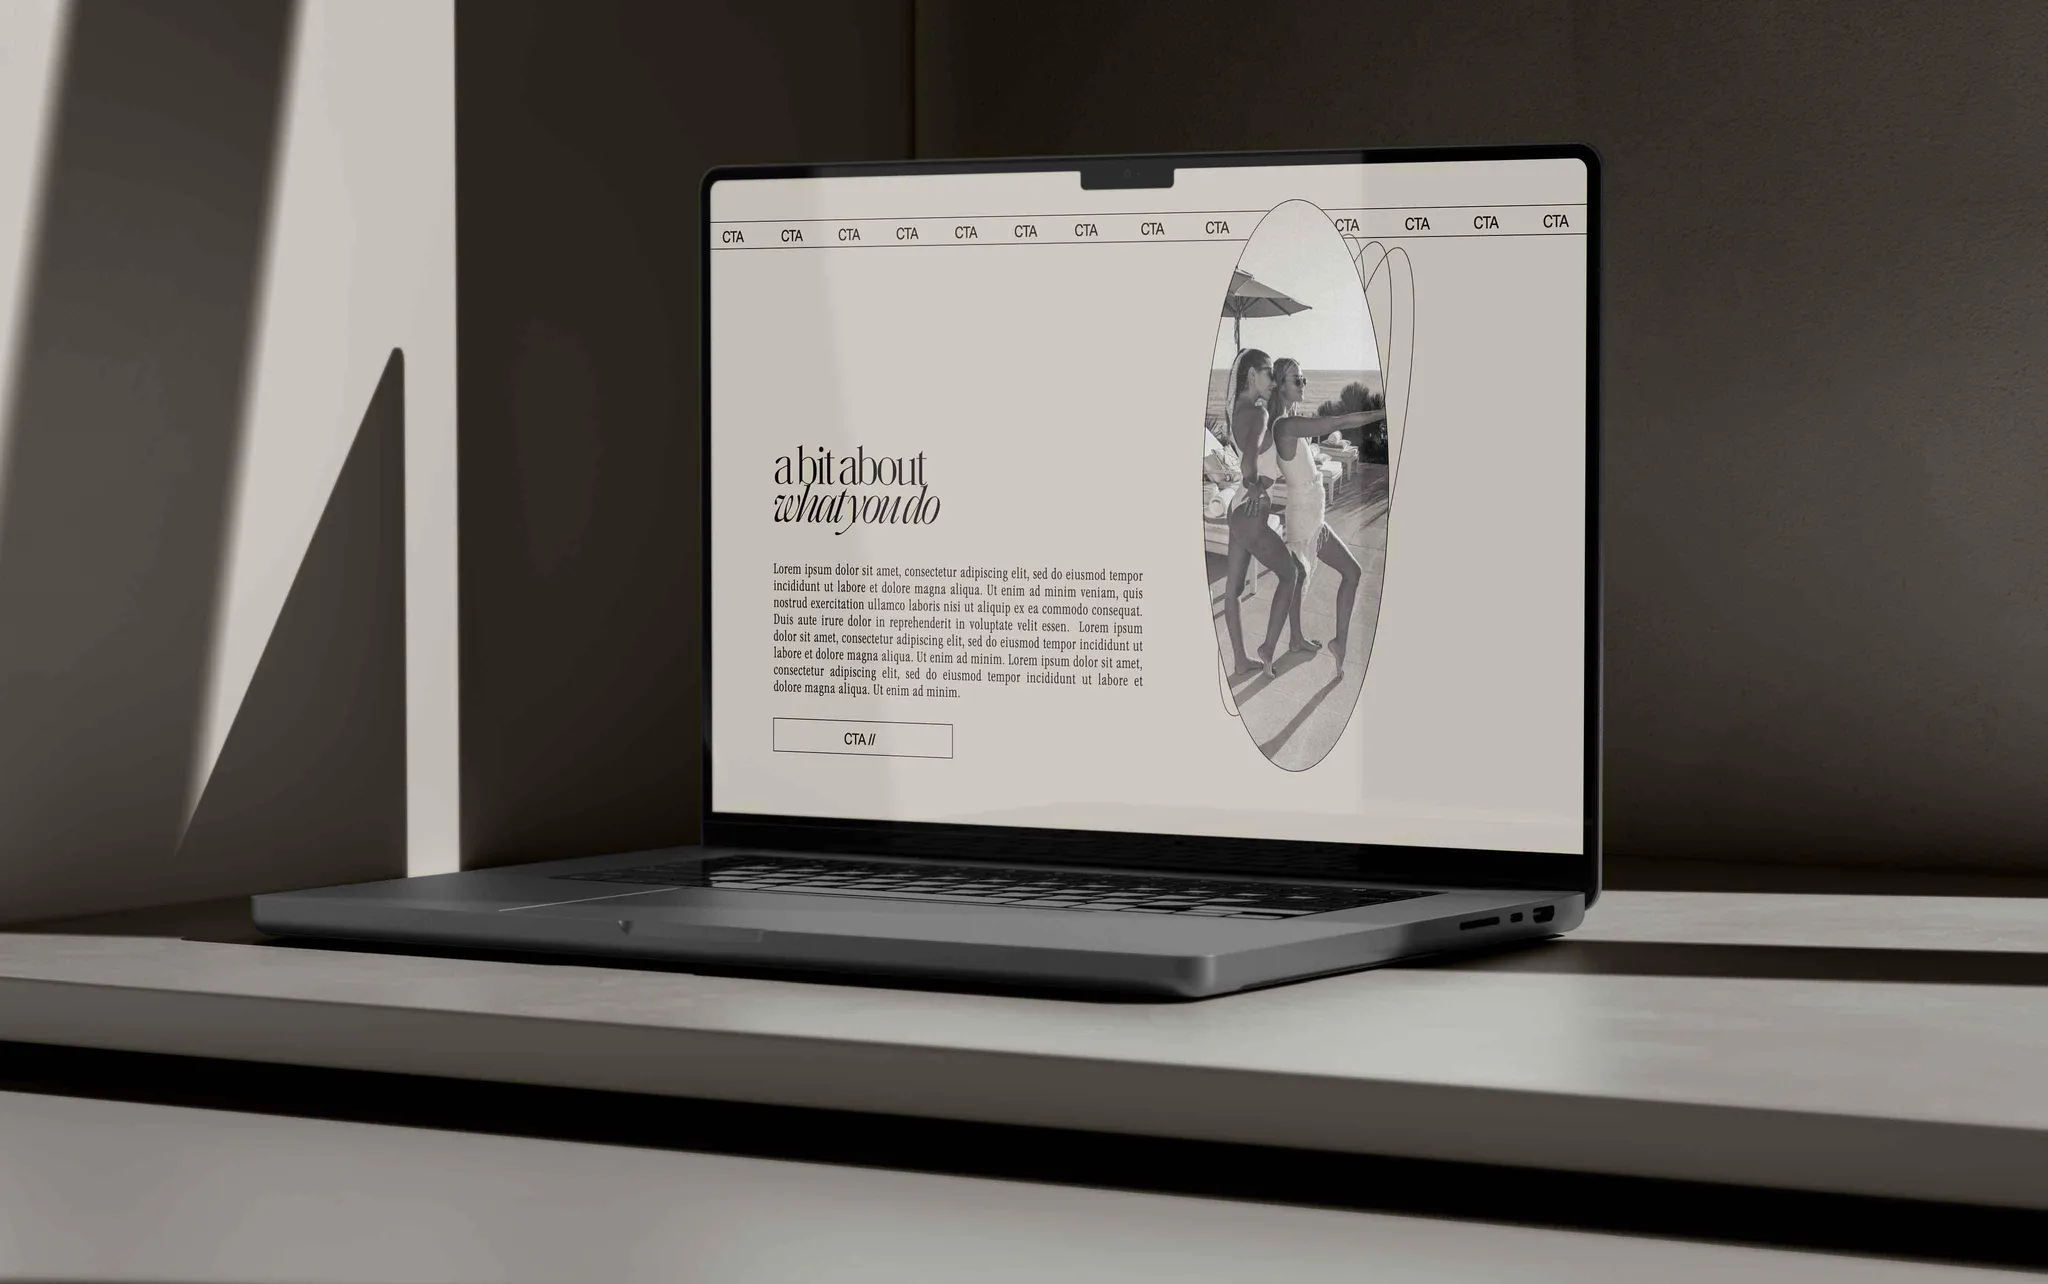 CTA CTA CTA CTA CTA CTA CTA CTA CTA CTA CTA CTA CTA
a bit about
what you do
Lorem ipsum dolor sit amet, consectetur adipiscing elit, sed do eiusmod tempor
incididunt ut labore et dolore magna aliqua. Ut enim ad minim veniam, quis
nostrud exercitation ullamco laboris nisi ut aliquip ex ea commodo consequat.
Duis aute irure dolor in reprehenderit in voluptate velit essen. Lorem ipsum
dolor sit amet, consectetur adipiscing elit, sed do eiusmod tempor incididunt ut
labore et dolore magna aliqua. Ut enim ad minim. Lorem ipsum dolor sit amet,
consectetur adipiscing elit, sed do eiusmod tempor incididunt ut labore et
dolore magna aliqua. Ut enim ad minim.
CTA //